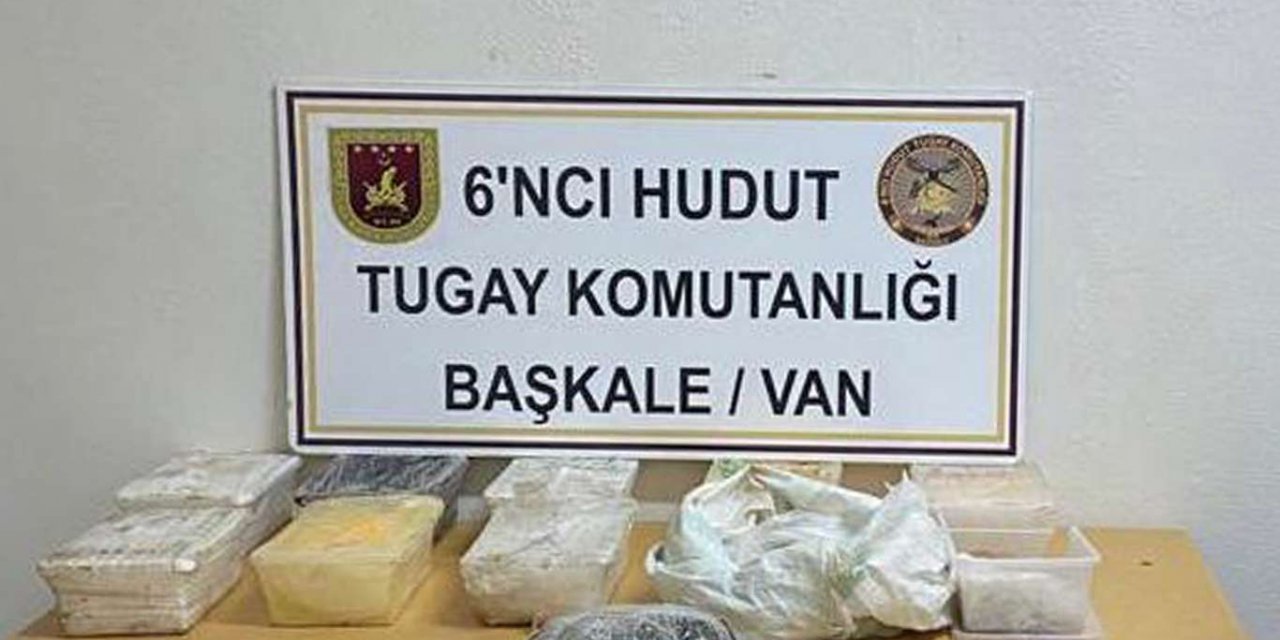 6'NCI HUDUT
TUGAY KOMUTANLIĞI
BAŞKALE / VAN